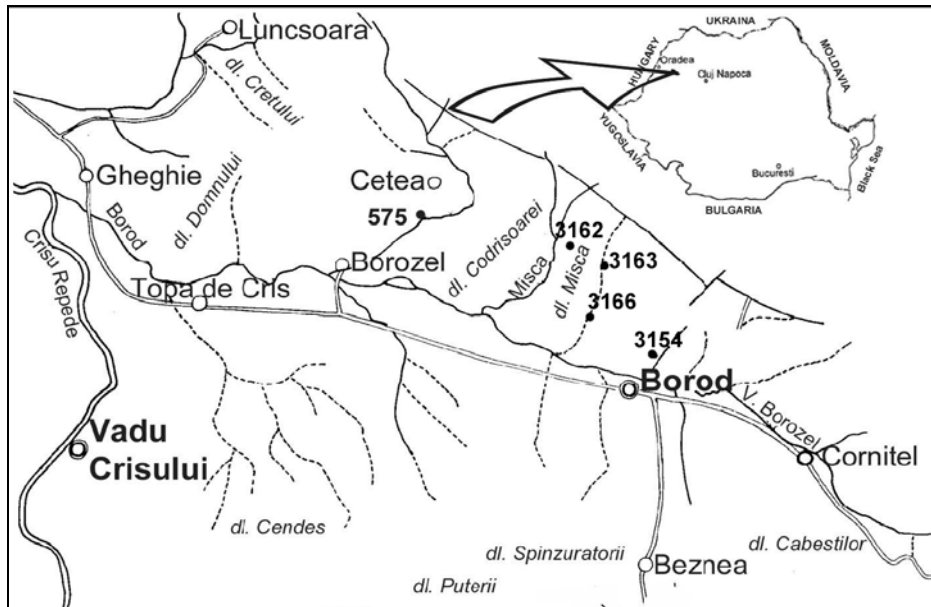 Luncsoara
dl. Cretului
UKRAINA
HUNGARY
MOLDAVIA
Oradea
Cluj Napoca
YUGOSLAVIA
Bucuresti
Black Sea
BULGARIA
Gheghie
Cetea
575
dl. Domnului
Borod
Crisu Repede
Borozel
Topa de Cris
dl. Codrisoarei
Misca
dl. Misca
3162
3163
3166
3154
Borod
V. Borozel
Cornitel
Vadu
Crisului
dl. Cendes
dl. Spinzuratorii
dl. Puterii
Beznea
dl. Cabestilor